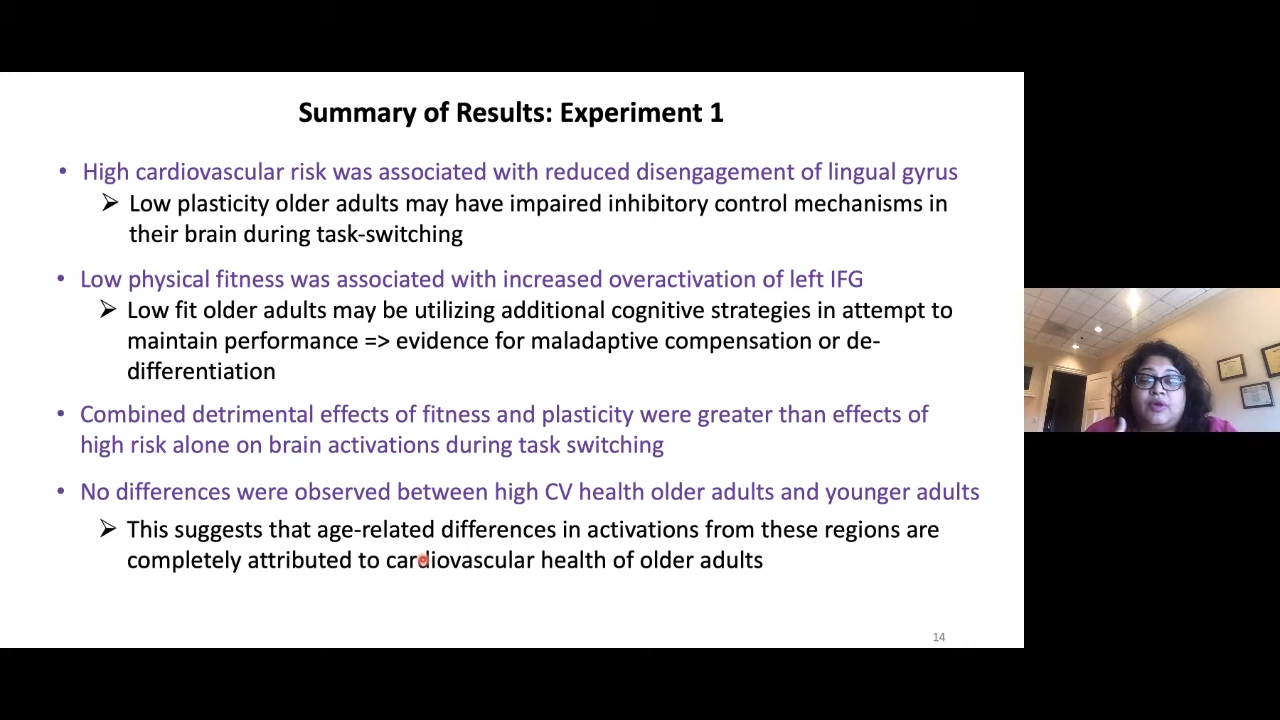 Summary of Results: Experiment 1
• High cardiovascular risk was associated with reduced disengagement of lingual gyrus
➢ Low plasticity older adults may have impaired inhibitory control mechanisms in
their brain during task-switching
• Low physical fitness was associated with increased overactivation of left IFG
➢ Low fit older adults may be utilizing additional cognitive strategies in attempt to
maintain performance => evidence for maladaptive compensation or de-
differentiation
• Combined detrimental effects of fitness and plasticity were greater than effects of
high risk alone on brain activations during task switching
• No differences were observed between high CV health older adults and younger adults
➢ This suggests that age-related differences in activations from these regions are
completely attributed to cardiovascular health of older adults
14